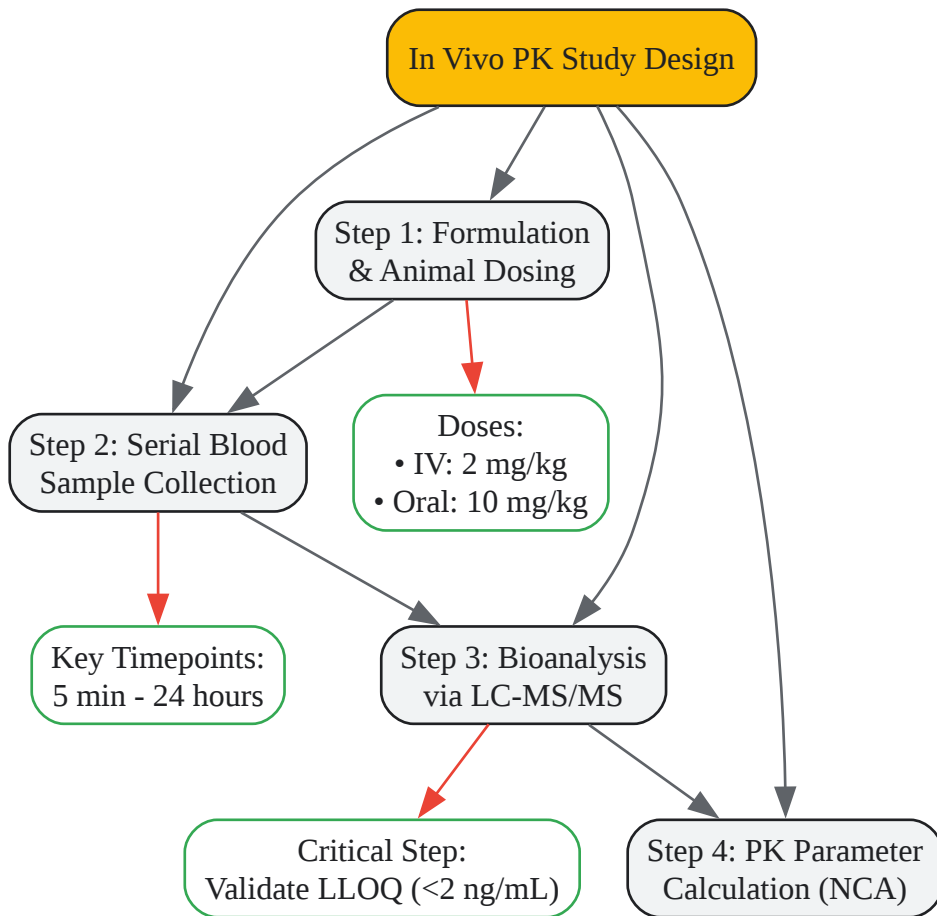 In Vivo PK Study Design
Step 1: Formulation
& Animal Dosing
Step 2: Serial Blood
Sample Collection
Doses:
• IV: 2 mg/kg
• Oral: 10 mg/kg
Key Timepoints:
5 min - 24 hours
Step 3: Bioanalysis
via LC-MS/MS
Critical Step:
Validate LLOQ (<2 ng/mL)
Step 4: PK Parameter
Calculation (NCA)